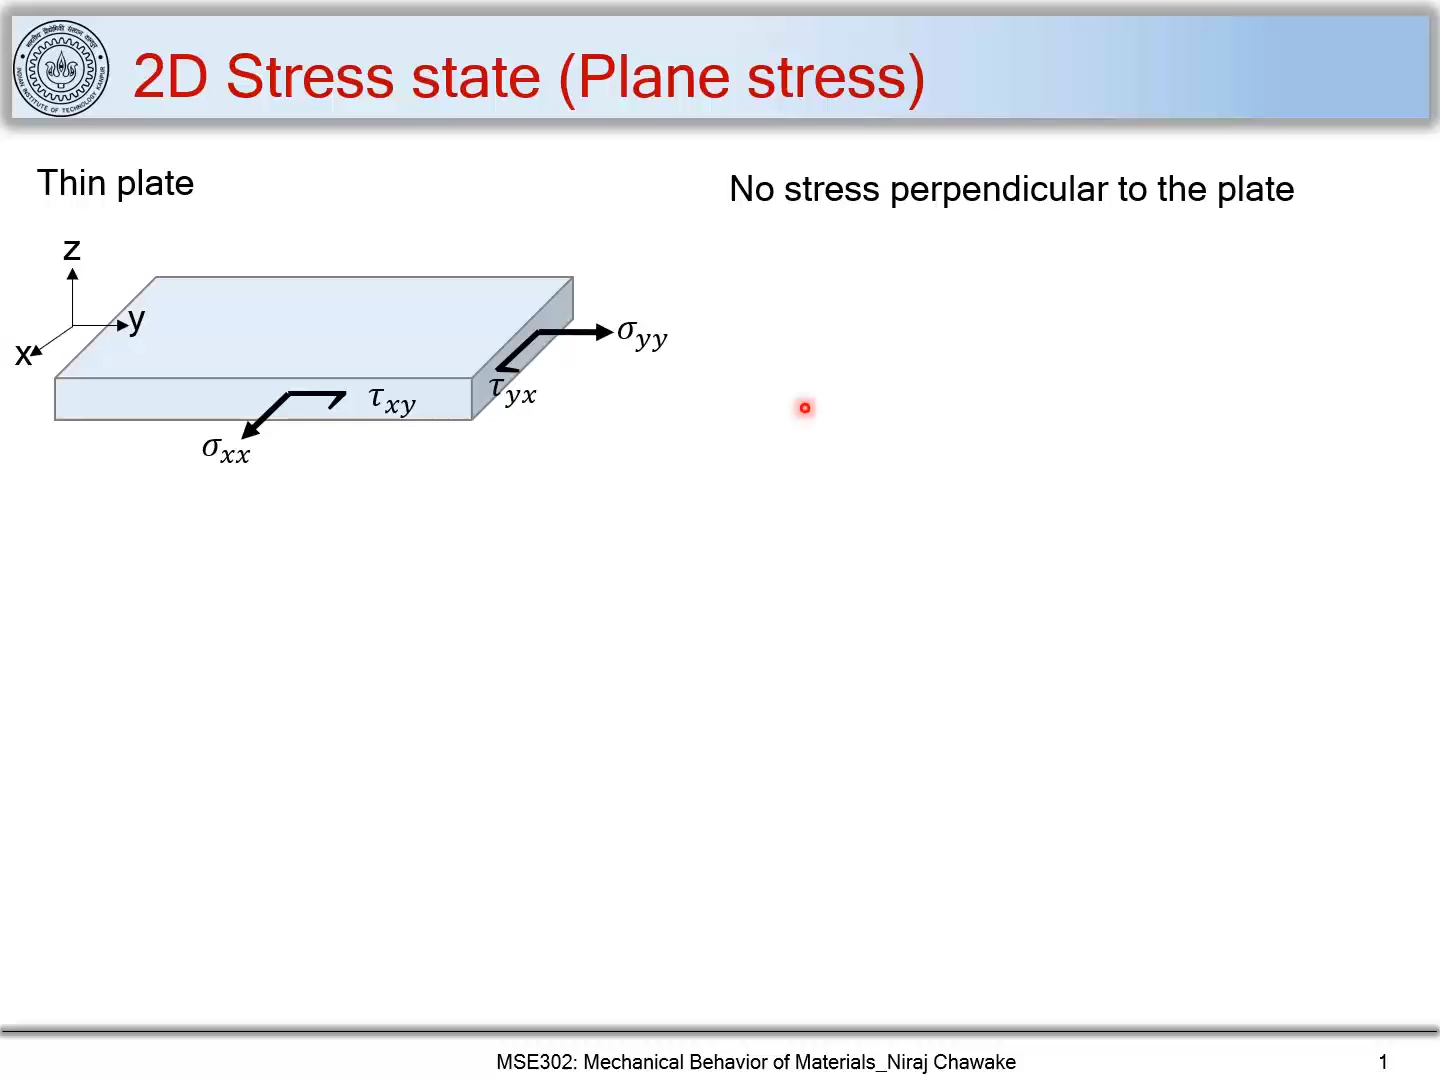 2D Stress state (Plane stress)
Thin plate
No stress perpendicular to the plate
z
y
x
σyy
τyx
τxy
σxx
MSE302: Mechanical Behavior of Materials_Niraj Chawake
1